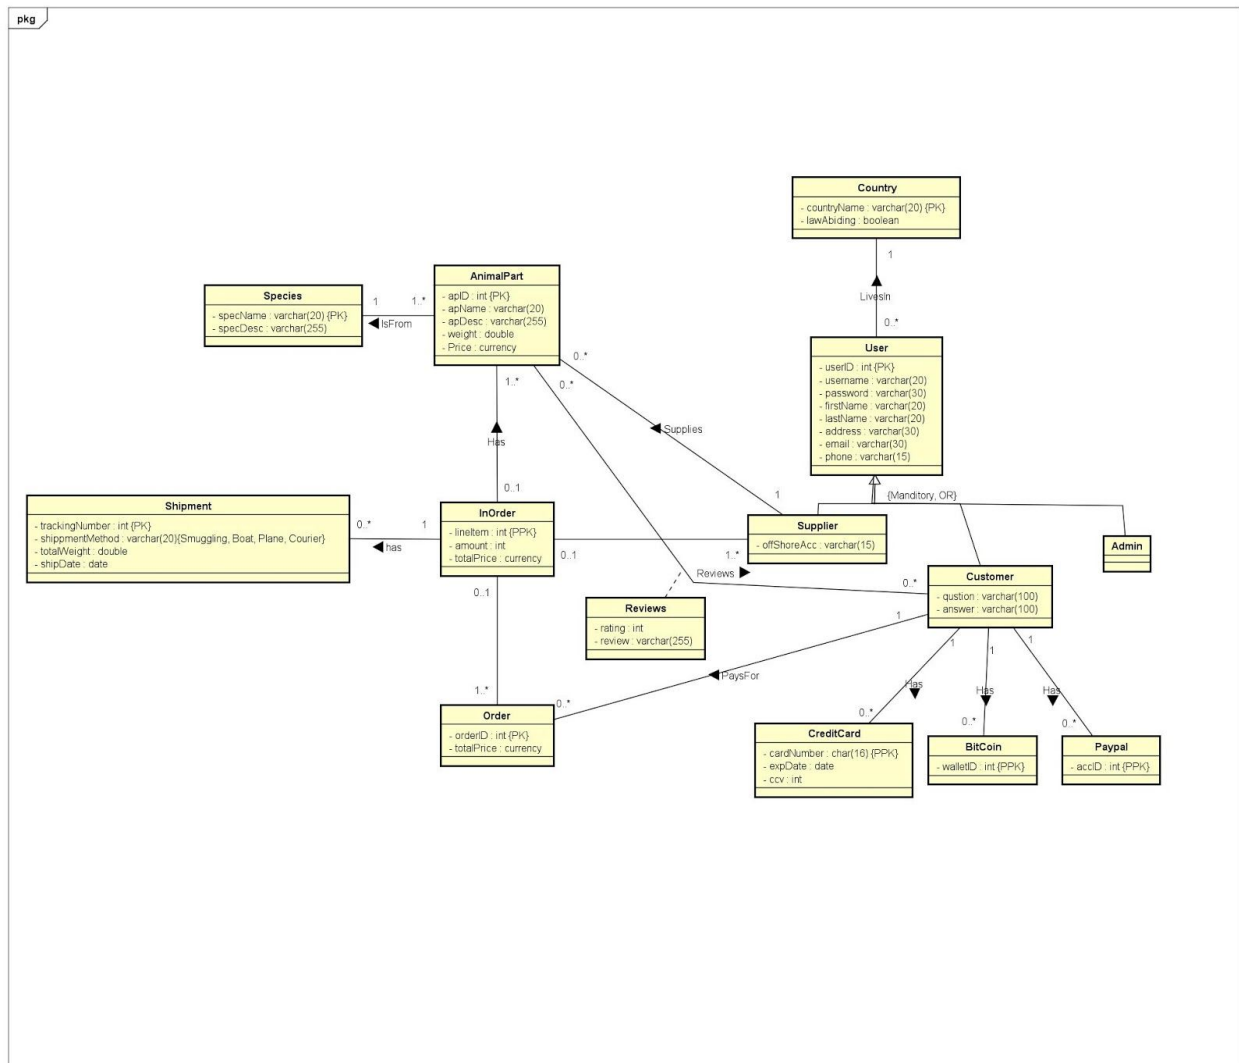 pkg
Country
- countryName : varchar(20) {PK}
- lawAbiding : boolean
1
LivesIn
0..*
AnimalPart
- apID : int {PK}
- apName : varchar(20)
- apDesc : varchar(255)
- weight : double
- Price : currency
Species
- specName : varchar(20) {PK}
- specDesc : varchar(255)
1
1..*
IsFrom
User
- userID : int {PK}
- username : varchar(20)
- password : varchar(30)
- firstName : varchar(20)
- lastName : varchar(20)
- address : varchar(30)
- email : varchar(30)
- phone : varchar(15)
0..*
0..*
1..*
Supplies
Has
1
0..1
{Manditory, OR}
Shipment
- trackingNumber : int {PK}
- shippmentMethod : varchar(20){Smuggling, Boat, Plane, Courier}
- totalWeight : double
- shipDate : date
0..*
1
has
InOrder
- lineItem : int {PPK}
- amount : int
- totalPrice : currency
0..1
1..*
Supplier
- offShoreAcc : varchar(15)
Admin
Reviews
0..*
Customer
- qustion : varchar(100)
- answer : varchar(100)
0..1
Reviews
- rating : int
- review : varchar(255)
1
1
1
1
PaysFor
Has
Has
Has
1..*
0..*
0..*
0..*
0..*
Order
- orderID : int {PK}
- totalPrice : currency
CreditCard
- cardNumber : char(16) {PPK}
- expDate : date
- ccv : int
BitCoin
- walletID : int {PPK}
Paypal
- accID : int {PPK}